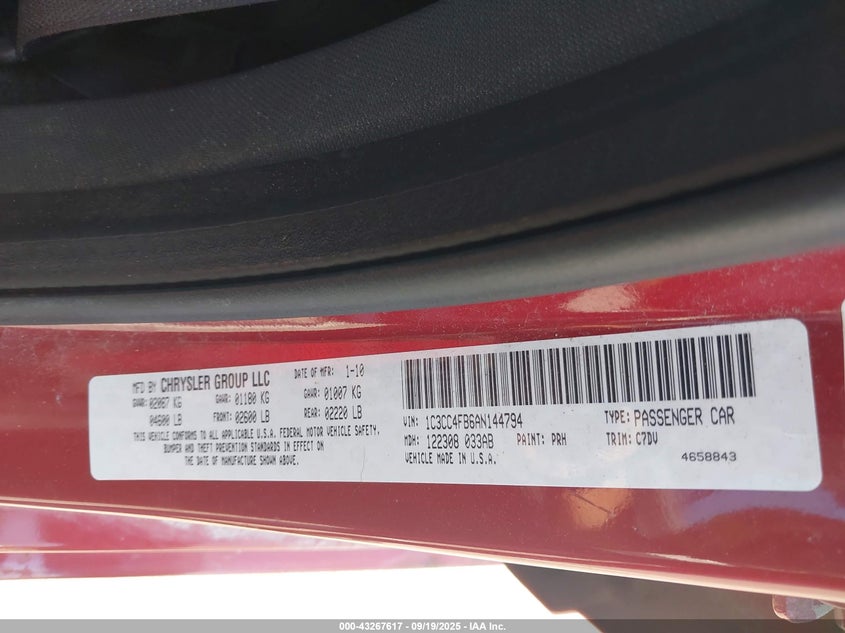 MFD BY CHRYSLER GROUP LLC
DATE OF MFR: 1-10
GVWR: 02087 KG GAWR: 01180 KG GAWR: 01007 KG
04600 LB FRONT: 02600 LB REAR: 02220 LB
THIS VEHICLE CONFORMS TO ALL APPLICABLE U.S.A. FEDERAL MOTOR VEHICLE SAFETY,
BUMPER AND THEFT PREVENTION STANDARDS IN EFFECT ON
THE DATE OF MANUFACTURE SHOWN ABOVE.
VIN: 1C3CC4FB6AN144794 TYPE: PASSENGER CAR
MDH: 122308 033AB PAINT: PRH TRIM: C7DV
VEHICLE MADE IN U.S.A.
4658843
000-43267617 - 09/19/2025 - IAA Inc.